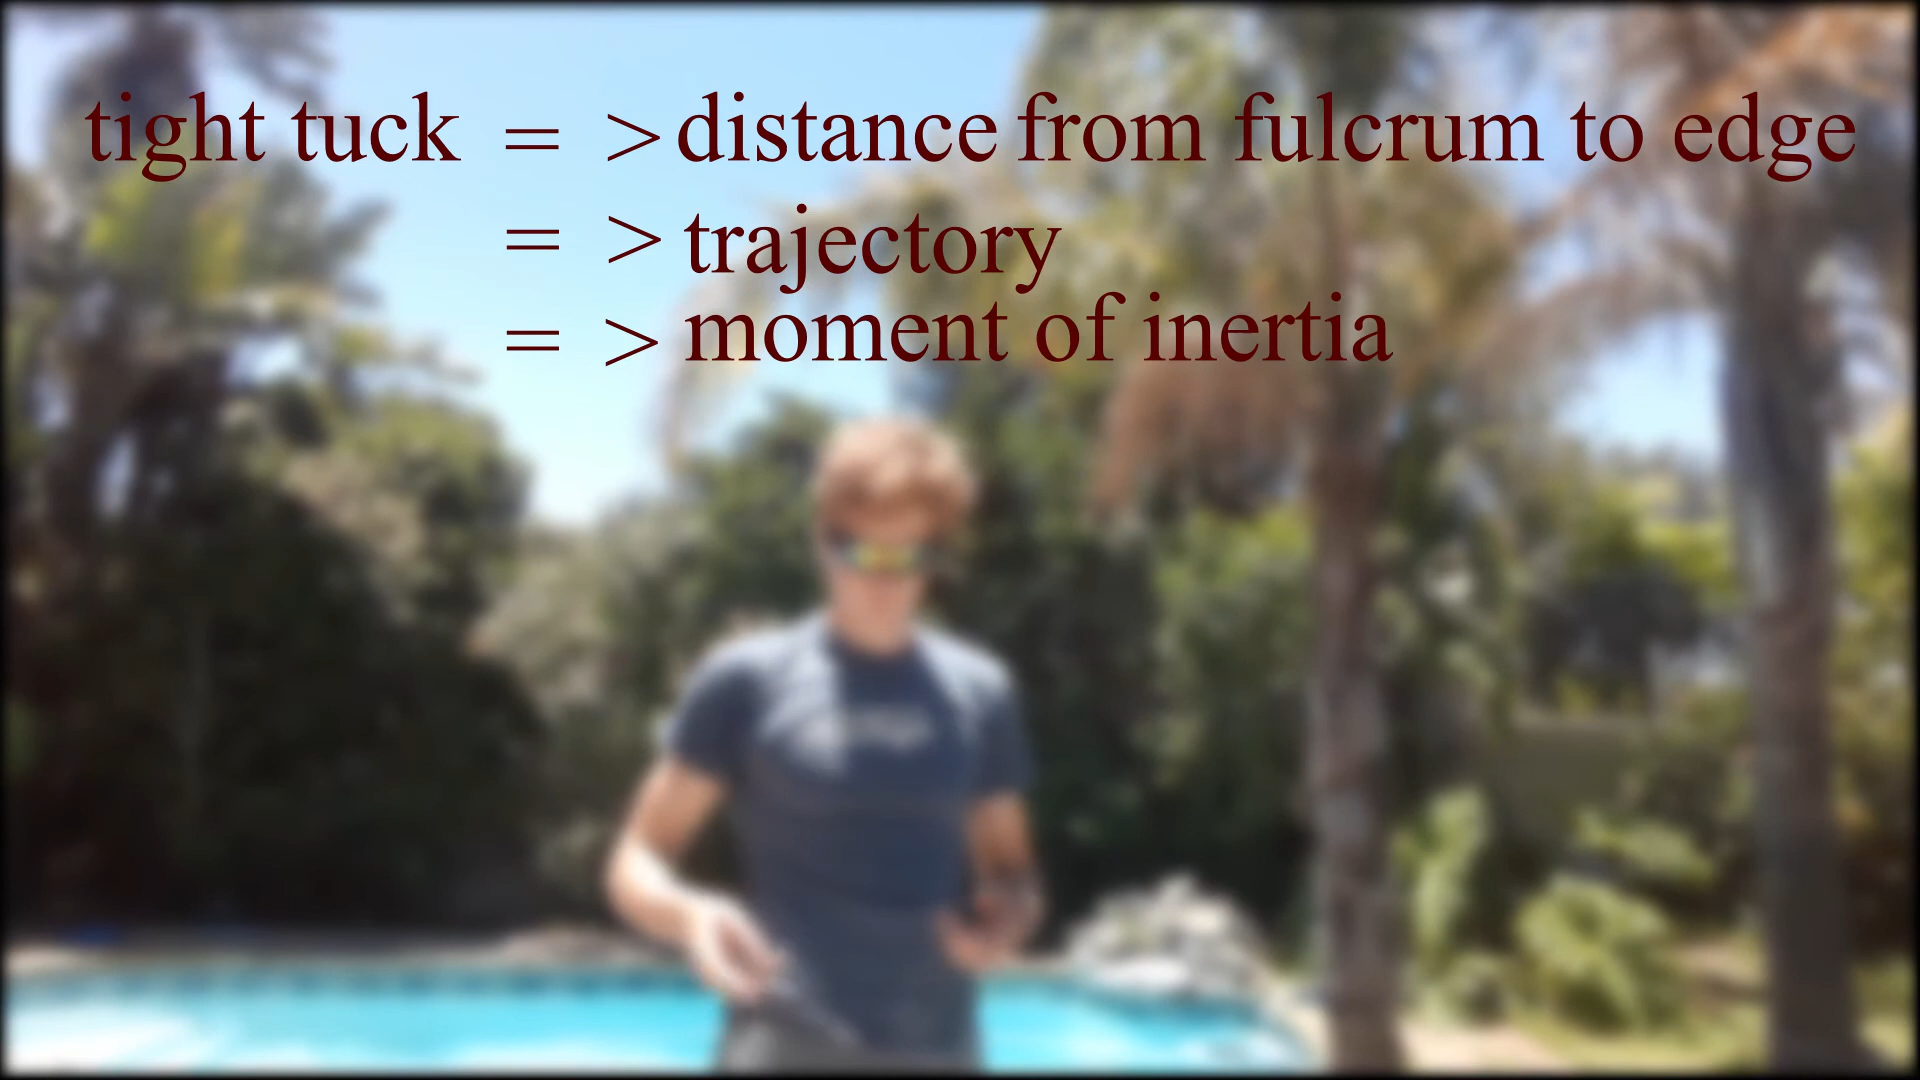 tight tuck = > distance from fulcrum to edge
= > trajectory
= > moment of inertia